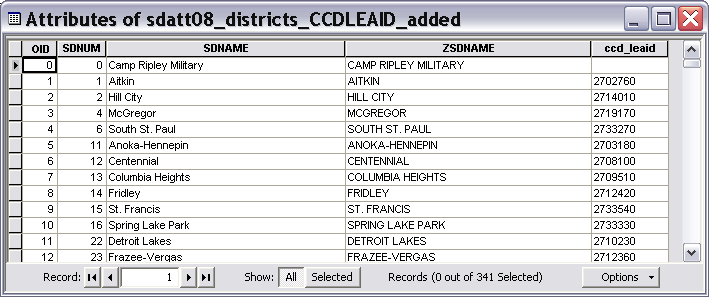 Attributes of sdatt08_districts_CCDLEAID_added
OID SDNUM SDNAME ZSDNAME ccd_leaid
0 0 Camp Ripley Military CAMP RIPLEY MILITARY
1 1 Aitkin AITKIN 2702760
2 2 Hill City HILL CITY 2714010
3 4 McGregor MCGREGOR 2719170
4 6 South St. Paul SOUTH ST. PAUL 2733270
5 11 Anoka-Hennepin ANOKA-HENNEPIN 2703180
6 12 Centennial CENTENNIAL 2708100
7 13 Columbia Heights COLUMBIA HEIGHTS 2709510
8 14 Fridley FRIDLEY 2712420
9 15 St. Francis ST. FRANCIS 2733540
10 16 Spring Lake Park SPRING LAKE PARK 2733330
11 22 Detroit Lakes DETROIT LAKES 2710230
12 23 Frazee-Vergas FRAZEE-VERGAS 2712360
Record: 1 Show: All Selected Records (0 out of 341 Selected) Options